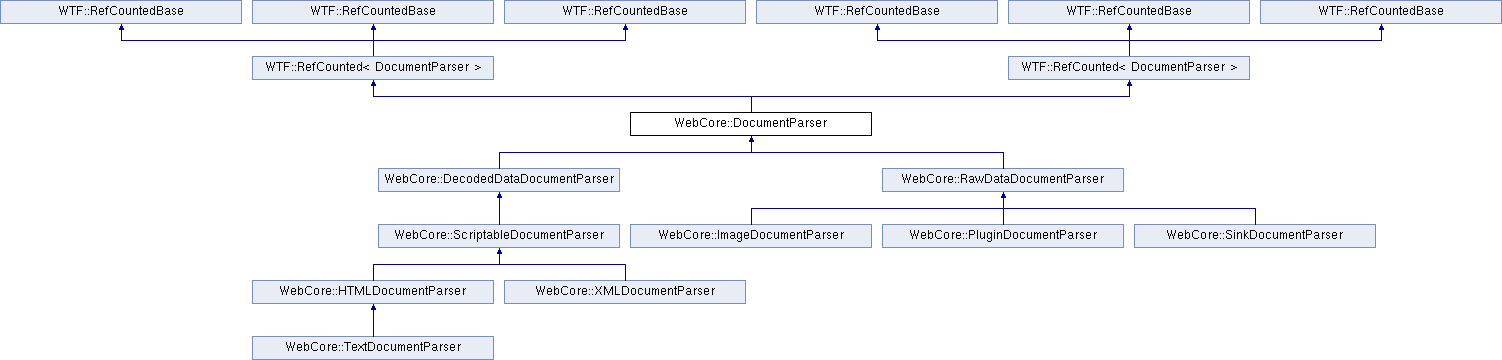 WTF::RefCountedBase WTF::RefCountedBase WTF::RefCountedBase WTF::RefCountedBase WTF::RefCountedBase WTF::RefCountedBase
WTF::RefCounted< DocumentParser > WTF::RefCounted< DocumentParser >
WebCore::DocumentParser
WebCore::DecodedDataDocumentParser WebCore::RawDataDocumentParser
WebCore::ScriptableDocumentParser WebCore::ImageDocumentParser WebCore::PluginDocumentParser WebCore::SinkDocumentParser
WebCore::HTMLDocumentParser WebCore::XMLDocumentParser
WebCore::TextDocumentParser